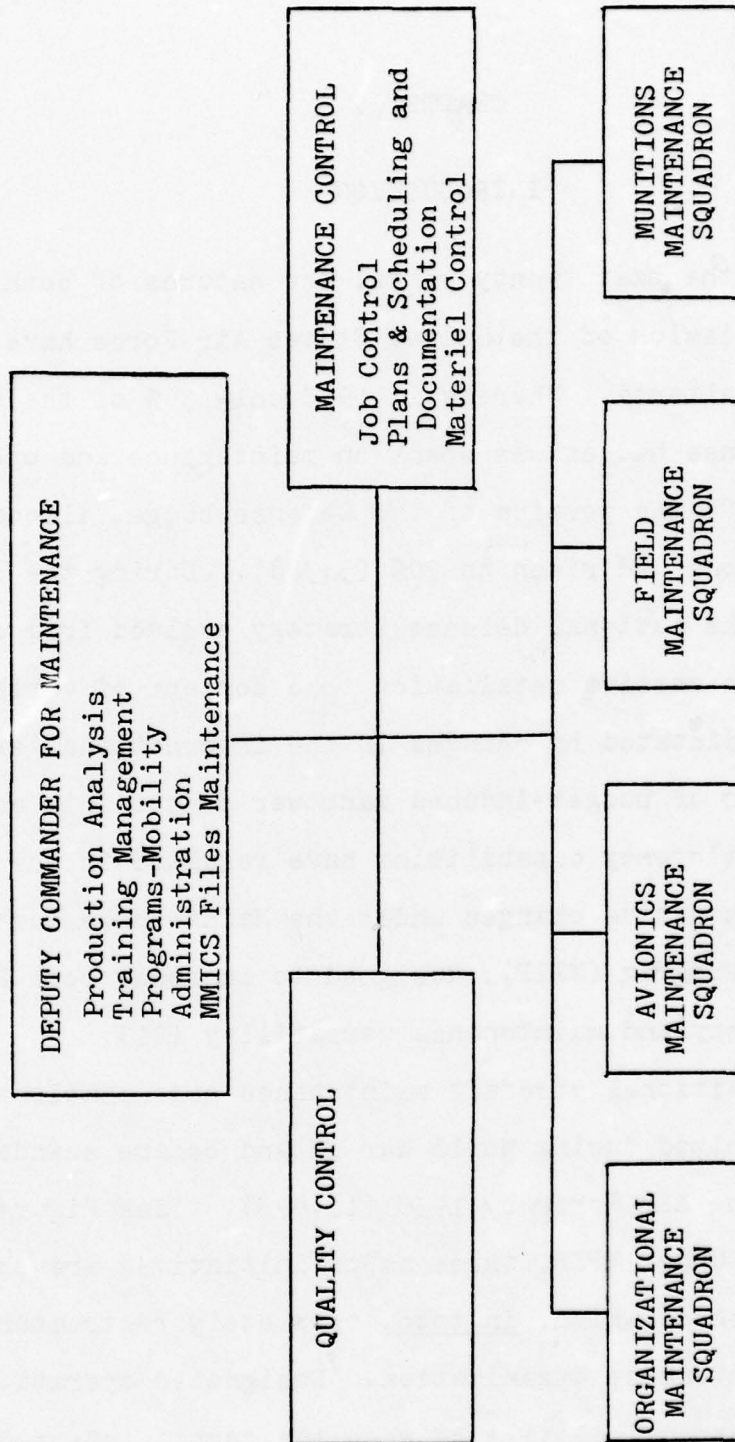 DEPUTY COMMANDER FOR MAINTENANCE
Production Analysis
Training Management
Programs-Mobility
Administration
MMICS Files Maintenance
QUALITY CONTROL
MAINTENANCE CONTROL
Job Control
Plans & Scheduling and
Documentation
Materiel Control
ORGANIZATIONAL
MAINTENANCE
SQUADRON
AVIONICS
MAINTENANCE
SQUADRON
FIELD
MAINTENANCE
SQUADRON
MUNITIONS
MAINTENANCE
SQUADRON